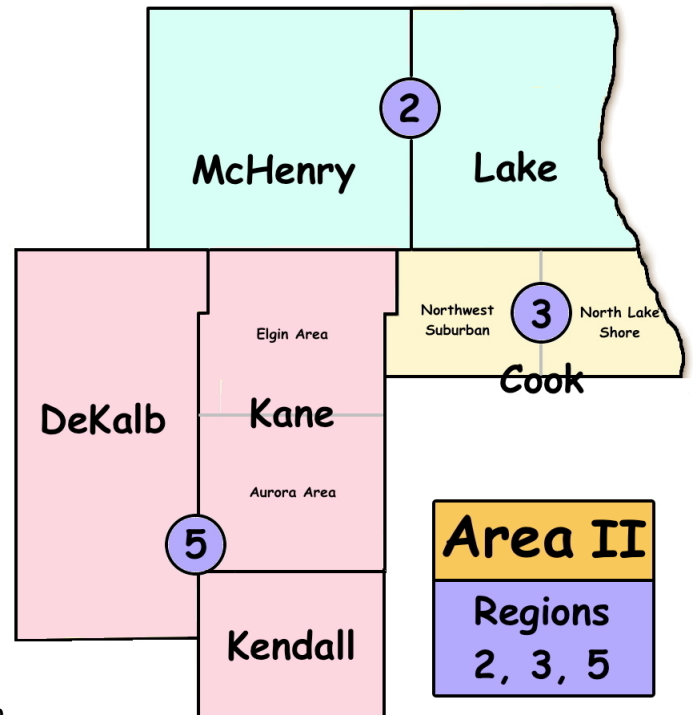 2
McHenry
Lake
Northwest
Suburban
3
North Lake
Shore
Elgin Area
Cook
DeKalb
Kane
Aurora Area
5
Area II
Regions
2, 3, 5
Kendall